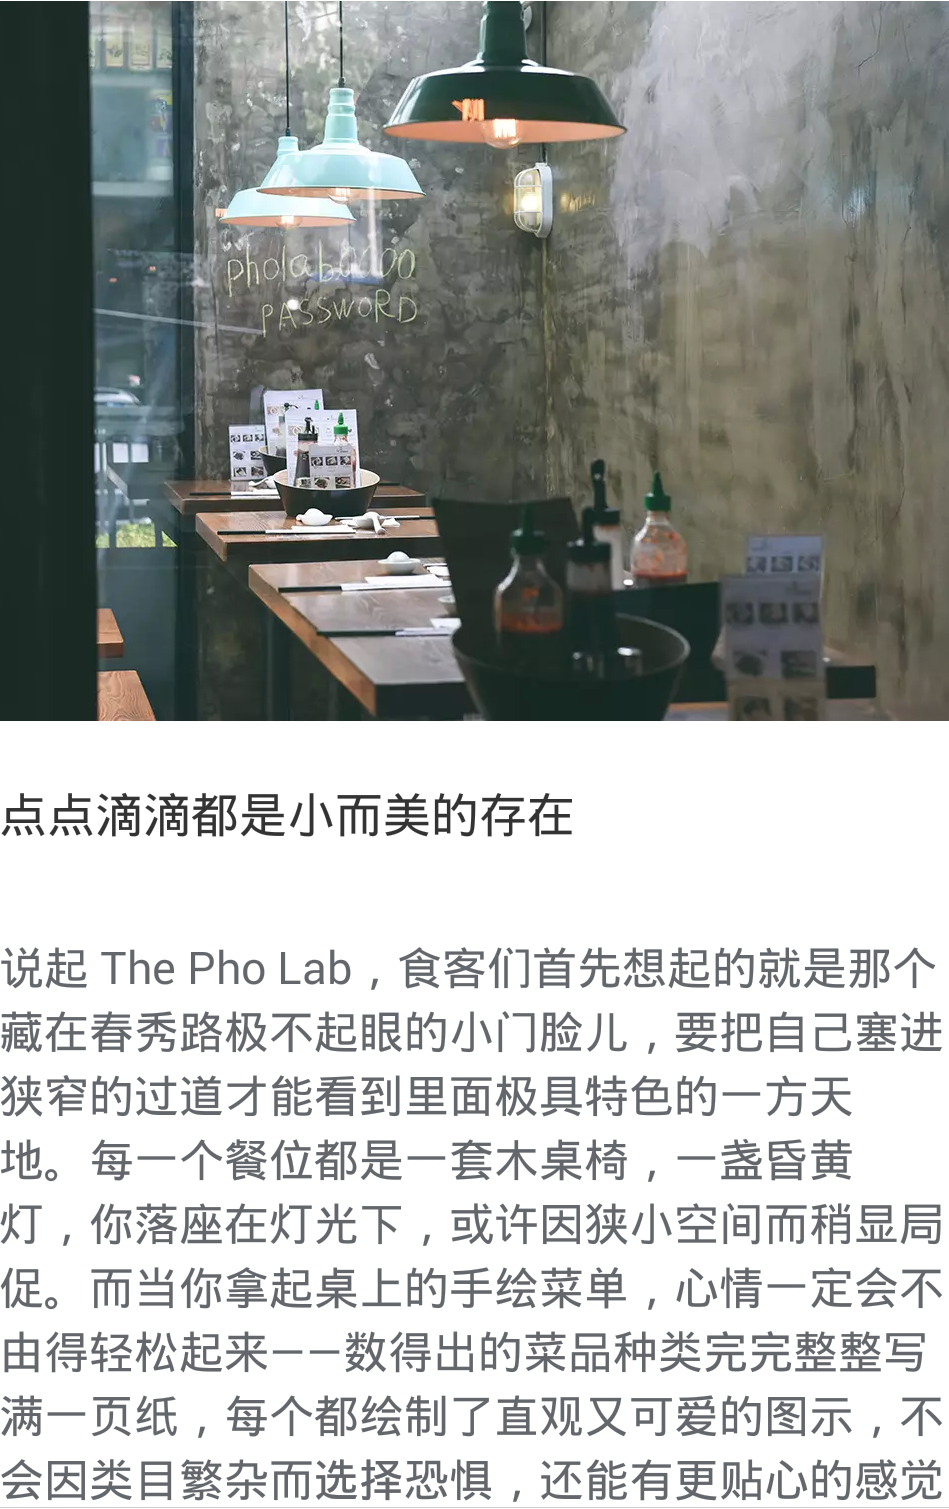 pholab0000
PASSWORD
点点滴滴都是小而美的存在
说起 The Pho Lab，食客们首先想起的就是那个
藏在春秀路极不起眼的小门脸儿，要把自己塞进
狭窄的过道才能看到里面极具特色的一方天
地。每一个餐位都是一套木桌椅，一盏昏黄
灯，你落座在灯光下，或许因狭小空间而稍显局
促。而当你拿起桌上的手绘菜单，心情一定会不
由得轻松起来——数得出的菜品种类完完整整写
满一页纸，每个都绘制了直观又可爱的图示，不
会因类目繁杂而选择恐惧，还能有更贴心的感觉